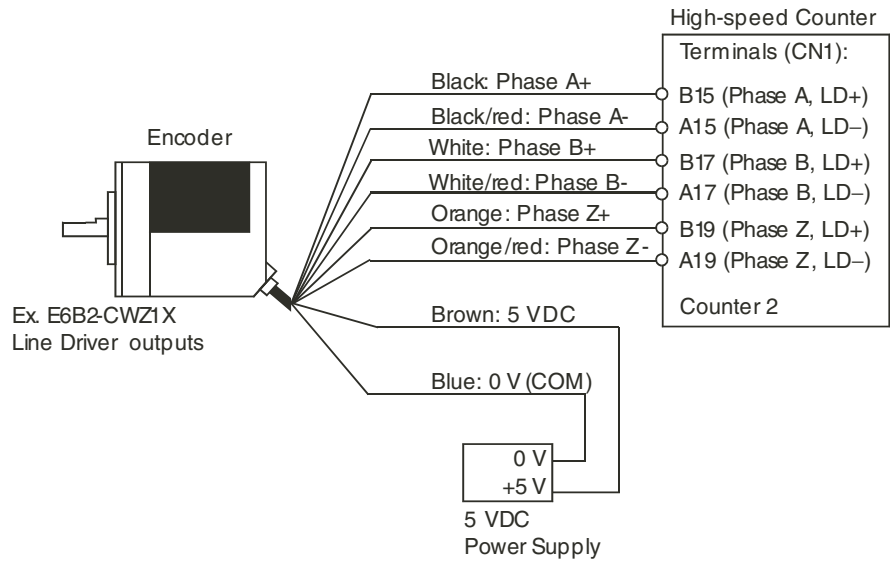 High-speed Counter
Terminals (CN1):
Black: Phase A+
B15 (Phase A, LD+)
Black/red: Phase A-
A15 (Phase A, LD−)
Encoder
White: Phase B+
B17 (Phase B, LD+)
White/red: Phase B-
A17 (Phase B, LD−)
Orange: Phase Z+
B19 (Phase Z, LD+)
Orange/red: Phase Z-
A19 (Phase Z, LD−)
Counter 2
Ex. E6B2-CWZ1X
Line Driver outputs
Brown: 5 VDC
Blue: 0 V (COM)
0 V
+5 V
5 VDC
Power Supply